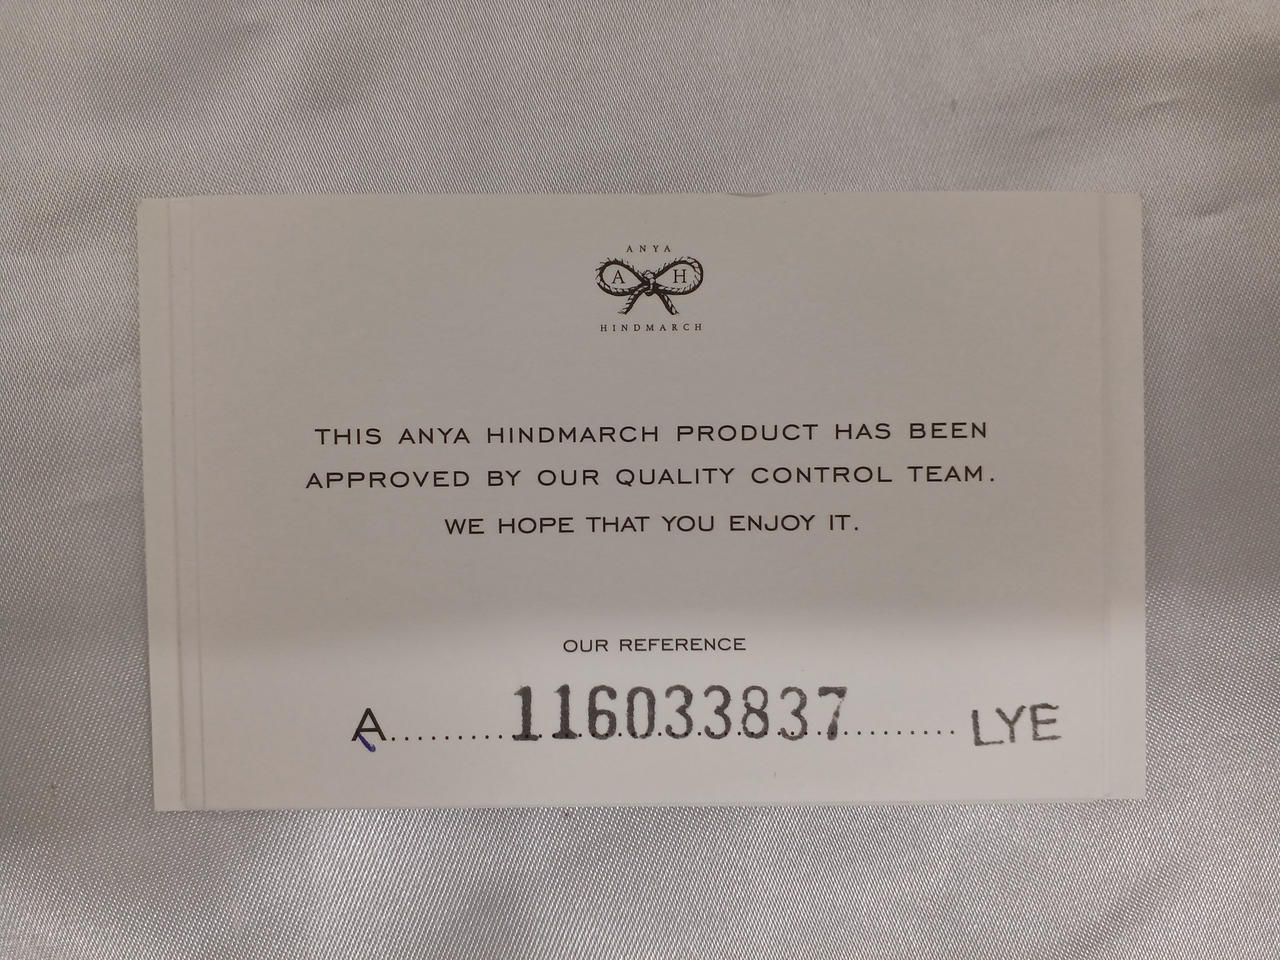 ANYA
A H
HINDMARCH
THIS ANYA HINDMARCH PRODUCT HAS BEEN
APPROVED BY OUR QUALITY CONTROL TEAM.
WE HOPE THAT YOU ENJOY IT.
OUR REFERENCE
A..........116033837.......... LYE